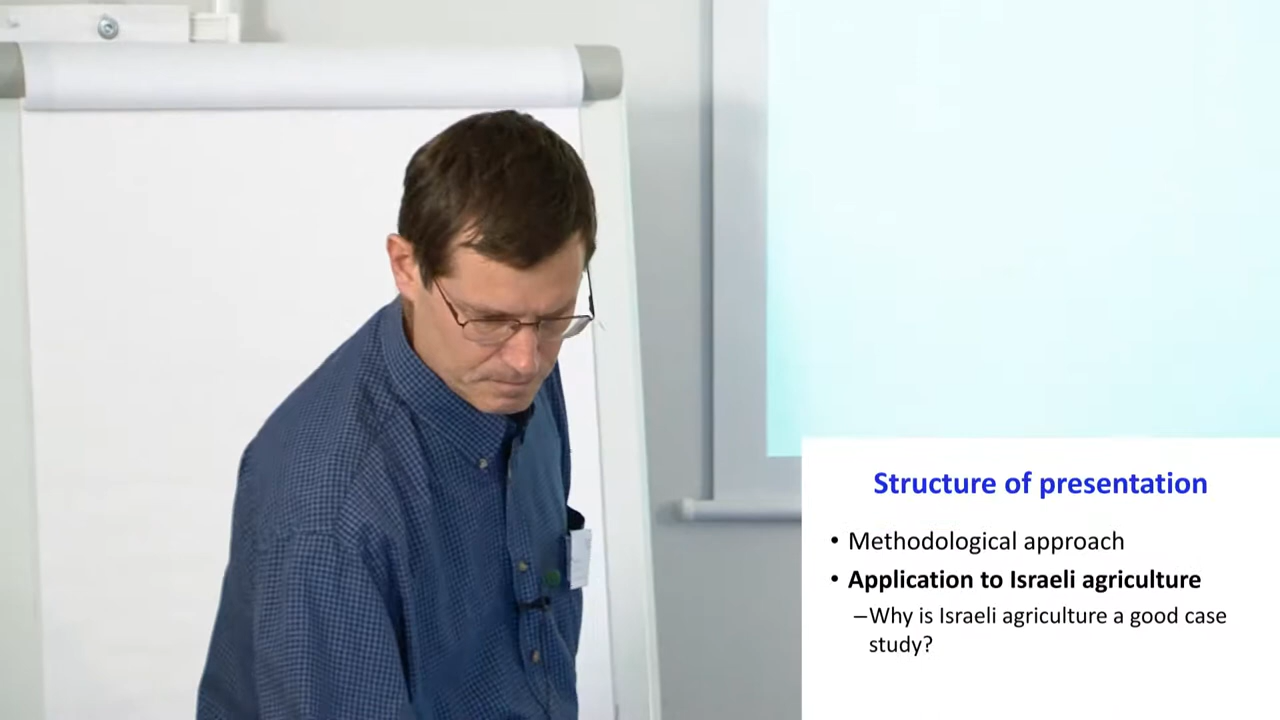 Structure of presentation
• Methodological approach
• Application to Israeli agriculture
–Why is Israeli agriculture a good case
study?